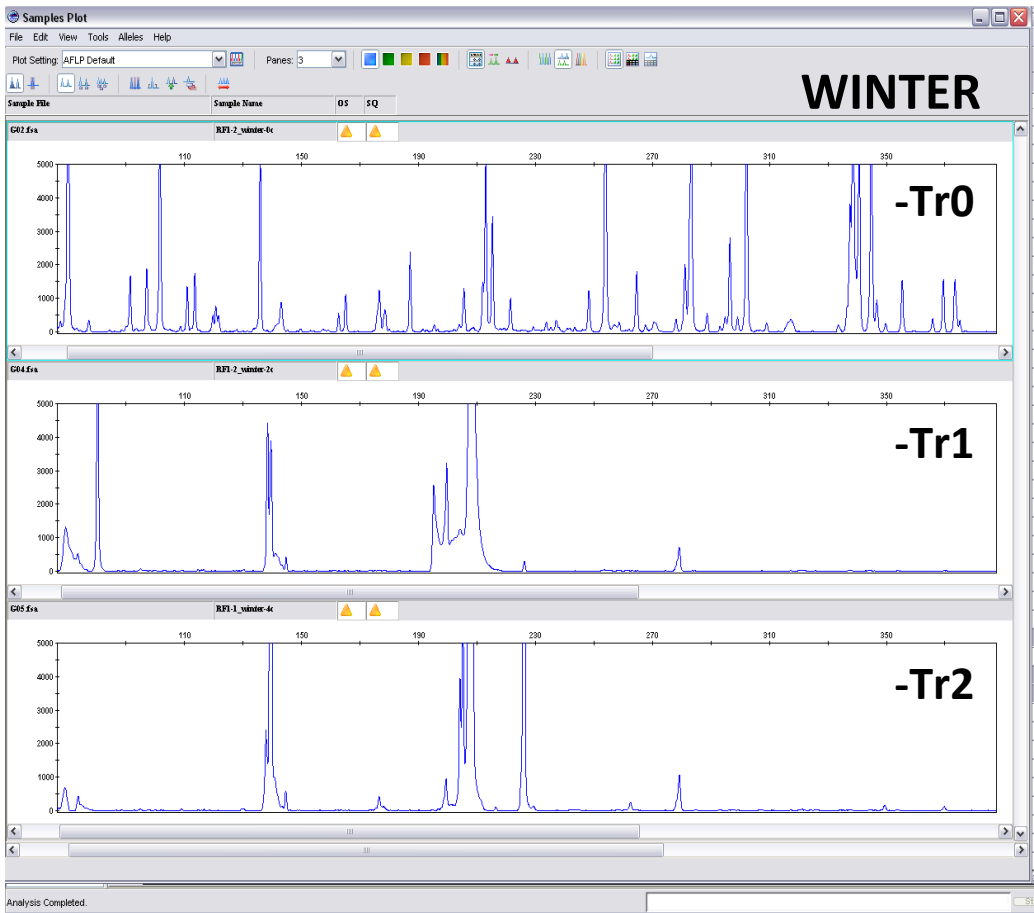 Samples Plot
File Edit View Tools Alleles Help
Plot Setting: AFLP Default Panes: 3
WINTER
Sample File Sample Name OS SQ
G02.fsa RF1-2_winter-0c
110 150 190 230 270 310 350
5000
4000
3000
2000
1000
0
-Tr0
G04.fsa RF1-2_winter-2c
110 150 190 230 270 310 350
5000
4000
3000
2000
1000
0
-Tr1
G05.fsa RF1-1_winter-4c
110 150 190 230 270 310 350
5000
4000
3000
2000
1000
0
-Tr2
Analysis Completed.